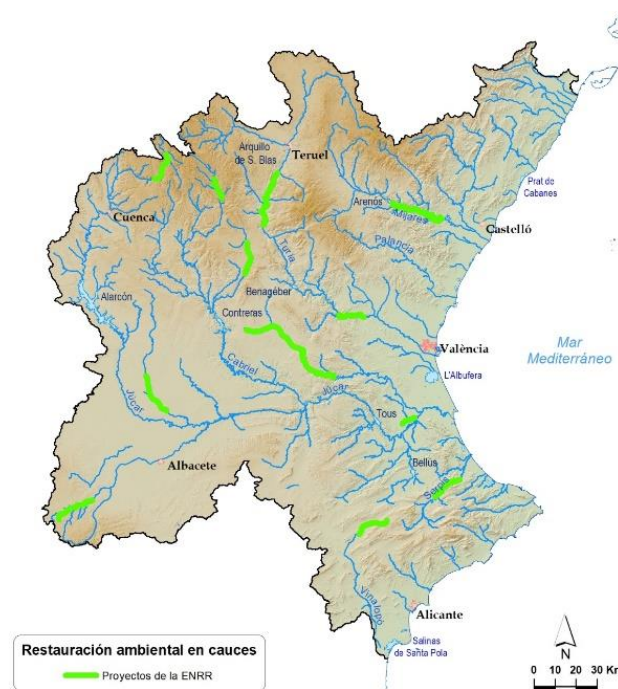 Arquillo
de S. Blas
Teruel
Cuenca
Arenós
Mijares
Prat de
Cabanes
Castelló
Palancia
Turia
Alarcón
Benagéber
Contreras
València
Mar
Mediterráneo
L'Albufera
Cabriel
Júcar
Júcar
Tous
Albacete
Bellús
Serpis
Vinalopó
Alicante
Salinas
de Santa Pola
Restauración ambiental en cauces
Proyectos de la ENRR
N
0 10 20 30 Km